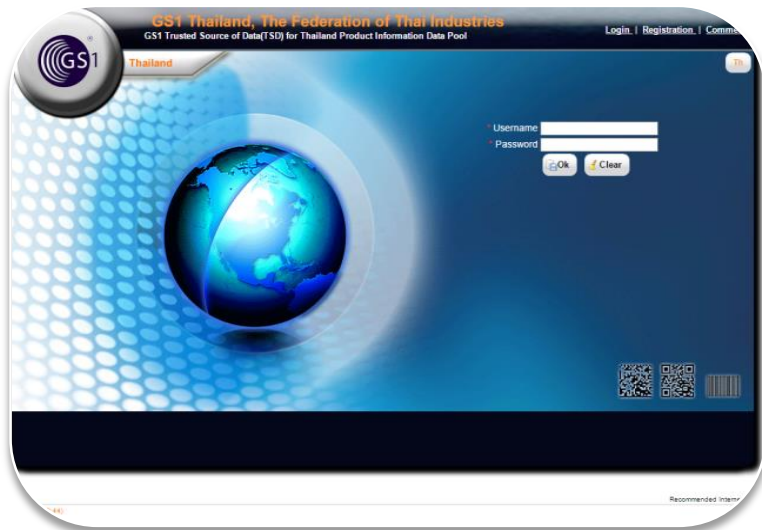 GS1 Thailand, The Federation of Thai Industries
GS1 Trusted Source of Data(TSD) for Thailand Product Information Data Pool
Login | Registration |
GS1
®
Thailand
Th
* Username
* Password
Ok
Clear
Recommended